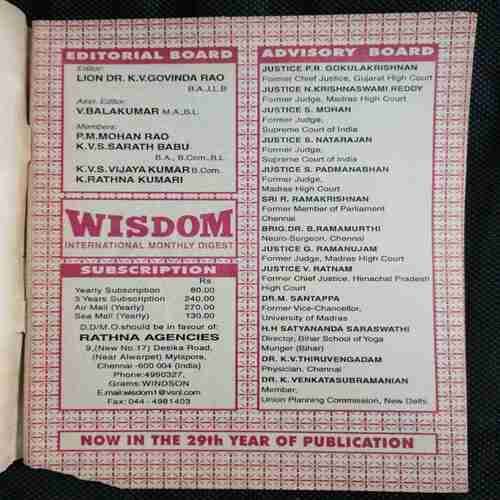 EDITORIAL BOARD
Editor:
LION DR. K.V.GOVINDA RAO
B.A.,L.B
Asst. Editor:
V.BALAKUMAR M.A.,B.L.
Members:
P.M.MOHAN RAO
K.V.S.SARATH BABU
B.A., B.Com.,B.L
K.V.S.VIJAYA KUMAR B.Com.
K.RATHNA KUMARI
WISDOM
INTERNATIONAL MONTHLY DIGEST
SUBSCRIPTION
Rs.
Yearly Subscription 80.00
3 Years Subscription 240.00
Air Mail (Yearly) 270.00
Sea Mail (Yearly) 130.00
D.D/M.O.should be in favour of:
RATHNA AGENCIES
9,(New No.17) Desika Road,
(Near Alwarpet) Mylapore,
Chennai-600 004 (India)
Phone:4960327,
Grams:WINDSON
E.mail:wisdom1@vsnl.com
Fax: 044 - 4981403
ADVISORY BOARD
JUSTICE P.R. GOKULAKRISHNAN
Former Chief Justice, Gujarat High Court
JUSTICE N.KRISHNASWAMI REDDY
Former Judge, Madras High Court
JUSTICE S. MOHAN
Former Judge,
Supreme Court of India
JUSTICE S. NATARAJAN
Former Judge,
Supreme Court of India
JUSTICE S. PADMANABHAN
Former Judge,
Madras High Court
SRI R. RAMAKRISHNAN
Former Member of Parliament
Chennai
BRIG.DR. B.RAMAMURTHI
Neuro-Surgeon, Chennai
JUSTICE G. RAMANUJAM
Former Judge, Madras High Court
JUSTICE V. RATNAM
Former Chief Justice, Himachal Pradesh
High Court
DR.M. SANTAPPA
Former Vice-Chancellor,
University of Madras
H.H SATYANANDA SARASWATHI
Director, Bihar School of Yoga
Munger (Bihar)
DR. K.V.THIRUVENGADAM
Physician, Chennai
DR. K.VENKATASUBRAMANIAN
Member,
Union Planning Commission, New Delhi.
NOW IN THE 29th YEAR OF PUBLICATION